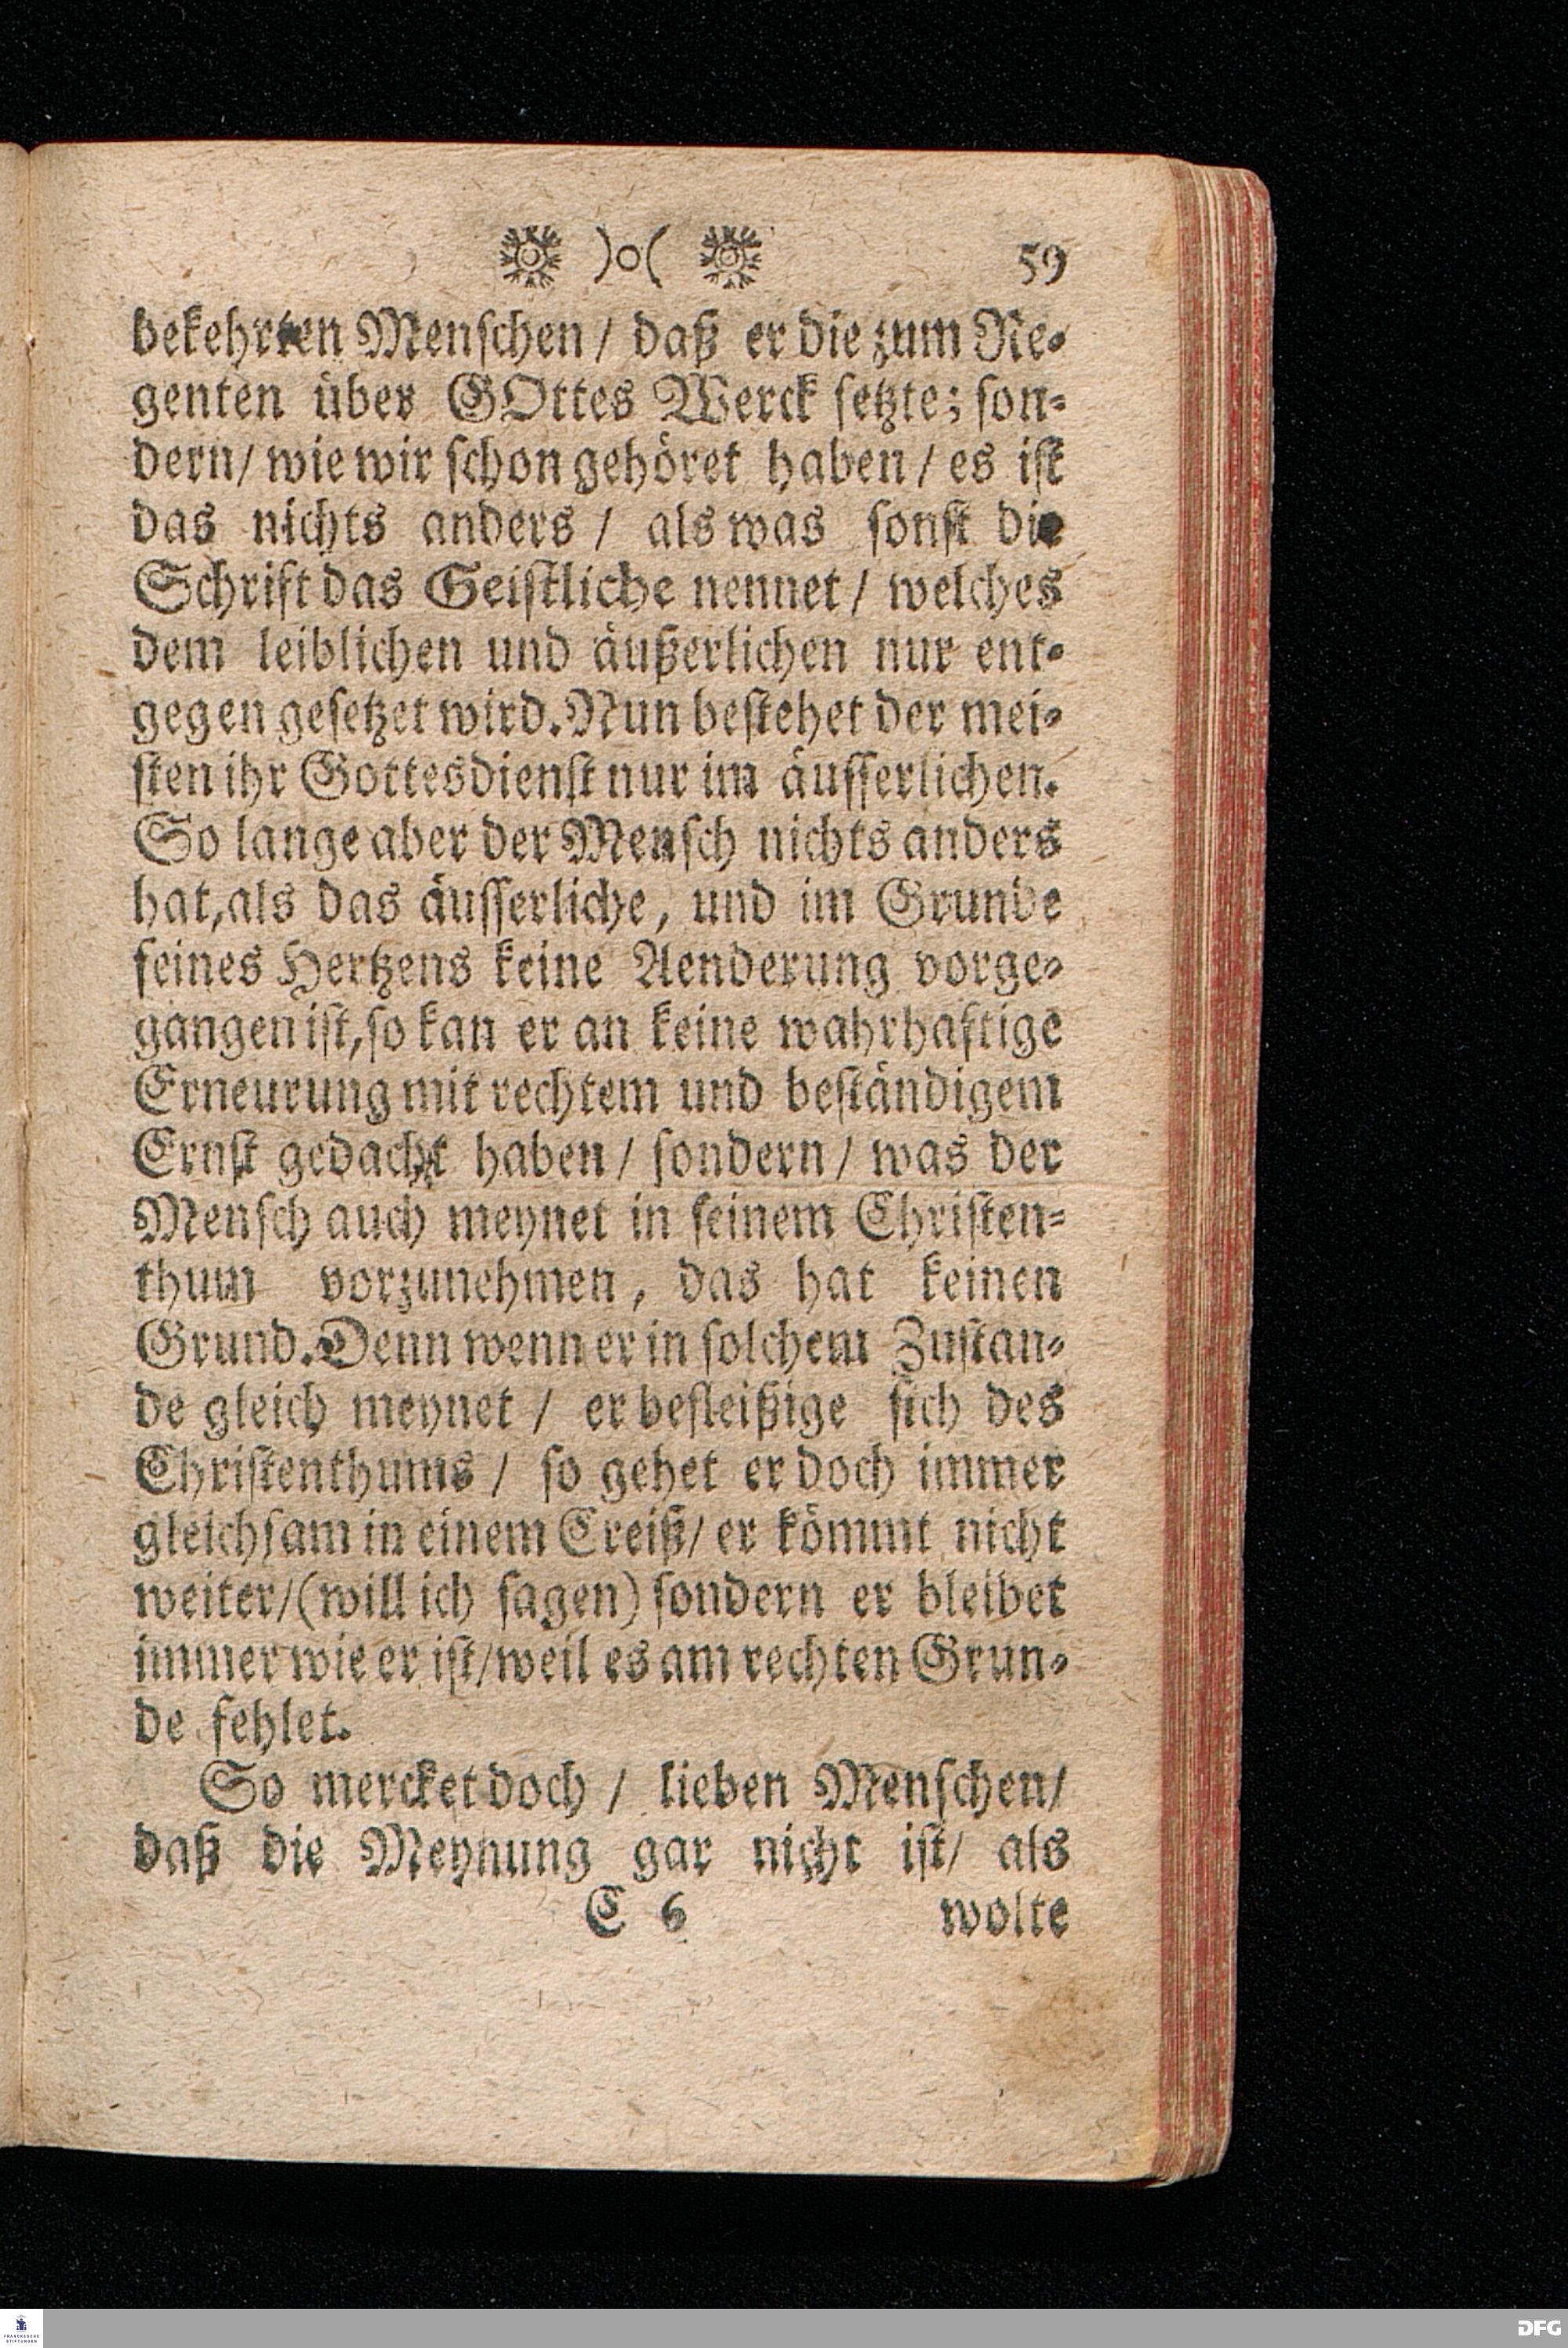 )o( 59
bekehrten Menschen / daß er die zum Re-
genten über GOttes Werck setzte; son-
dern / wie wir schon gehöret haben / es ist
das nichts anders / als was sonst die
Schrift das Geistliche nennet / welches
dem leiblichen und äußerlichen nur ent-
gegen gesetzet wird. Nun bestehet der mei-
sten ihr Gottesdienst nur im äusserlichen.
So lange aber der Mensch nichts anders
hat, als das äusserliche, und im Grunde
seines Hertzens keine Aenderung vorge-
gangen ist, so kan er an keine wahrhaftige
Erneurung mit rechtem und beständigem
Ernst gedacht haben / sondern / was der
Mensch auch meynet in seinem Christen-
thum vorzunehmen, das hat keinen
Grund. Denn wenn er in solchem Zustan-
de gleich meynet / er befleißige sich des
Christenthums / so gehet er doch immer
gleichsam in einem Creiß / er kömmt nicht
weiter / (will ich sagen) sondern er bleibet
immer wie er ist / weil es am rechten Grun-
de fehlet.
So mercket doch / lieben Menschen /
daß die Meynung gar nicht ist / als
C 6 wolte
FRANCKESCHE
STIFTUNGEN
DFG